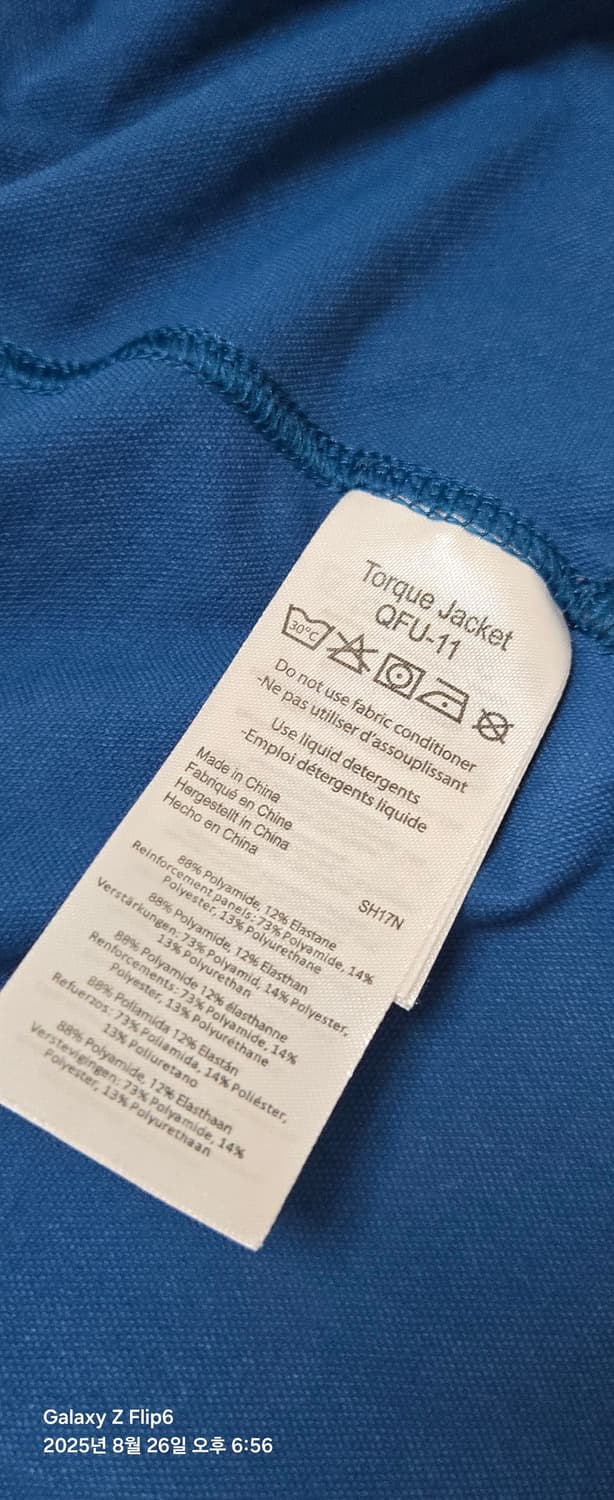 Torque Jacket
QFU-11
30°C
Do not use fabric conditioner
-Ne pas utiliser d'assouplissant
Use liquid detergents
-Emploi détergents liquide
Made in China
Fabriqué en Chine
Hergestellt in China
Hecho en China
SH17N
88% Polyamide, 12% Elastane
Reinforcement panels: 73% Polyamide, 14%
Polyester, 13% Polyurethane
88% Polyamide, 12% Elasthan
Verstärkungen: 73% Polyamid, 14% Polyester,
13% Polyurethan
88% Polyamide 12% élasthanne
Renforcements: 73% Polyamide, 14%
Polyester, 13% Polyuréthane
88% Poliamida 12% Elastán
Refuerzos: 73% Poliamida, 14% Poliéster,
13% Poliuretano
88% Polyamide, 12% Elasthaan
Verstevigingen: 73% Polyamide, 14%
Polyester, 13% Polyurethaan
Galaxy Z Flip6
2025년 8월 26일 오후 6:56